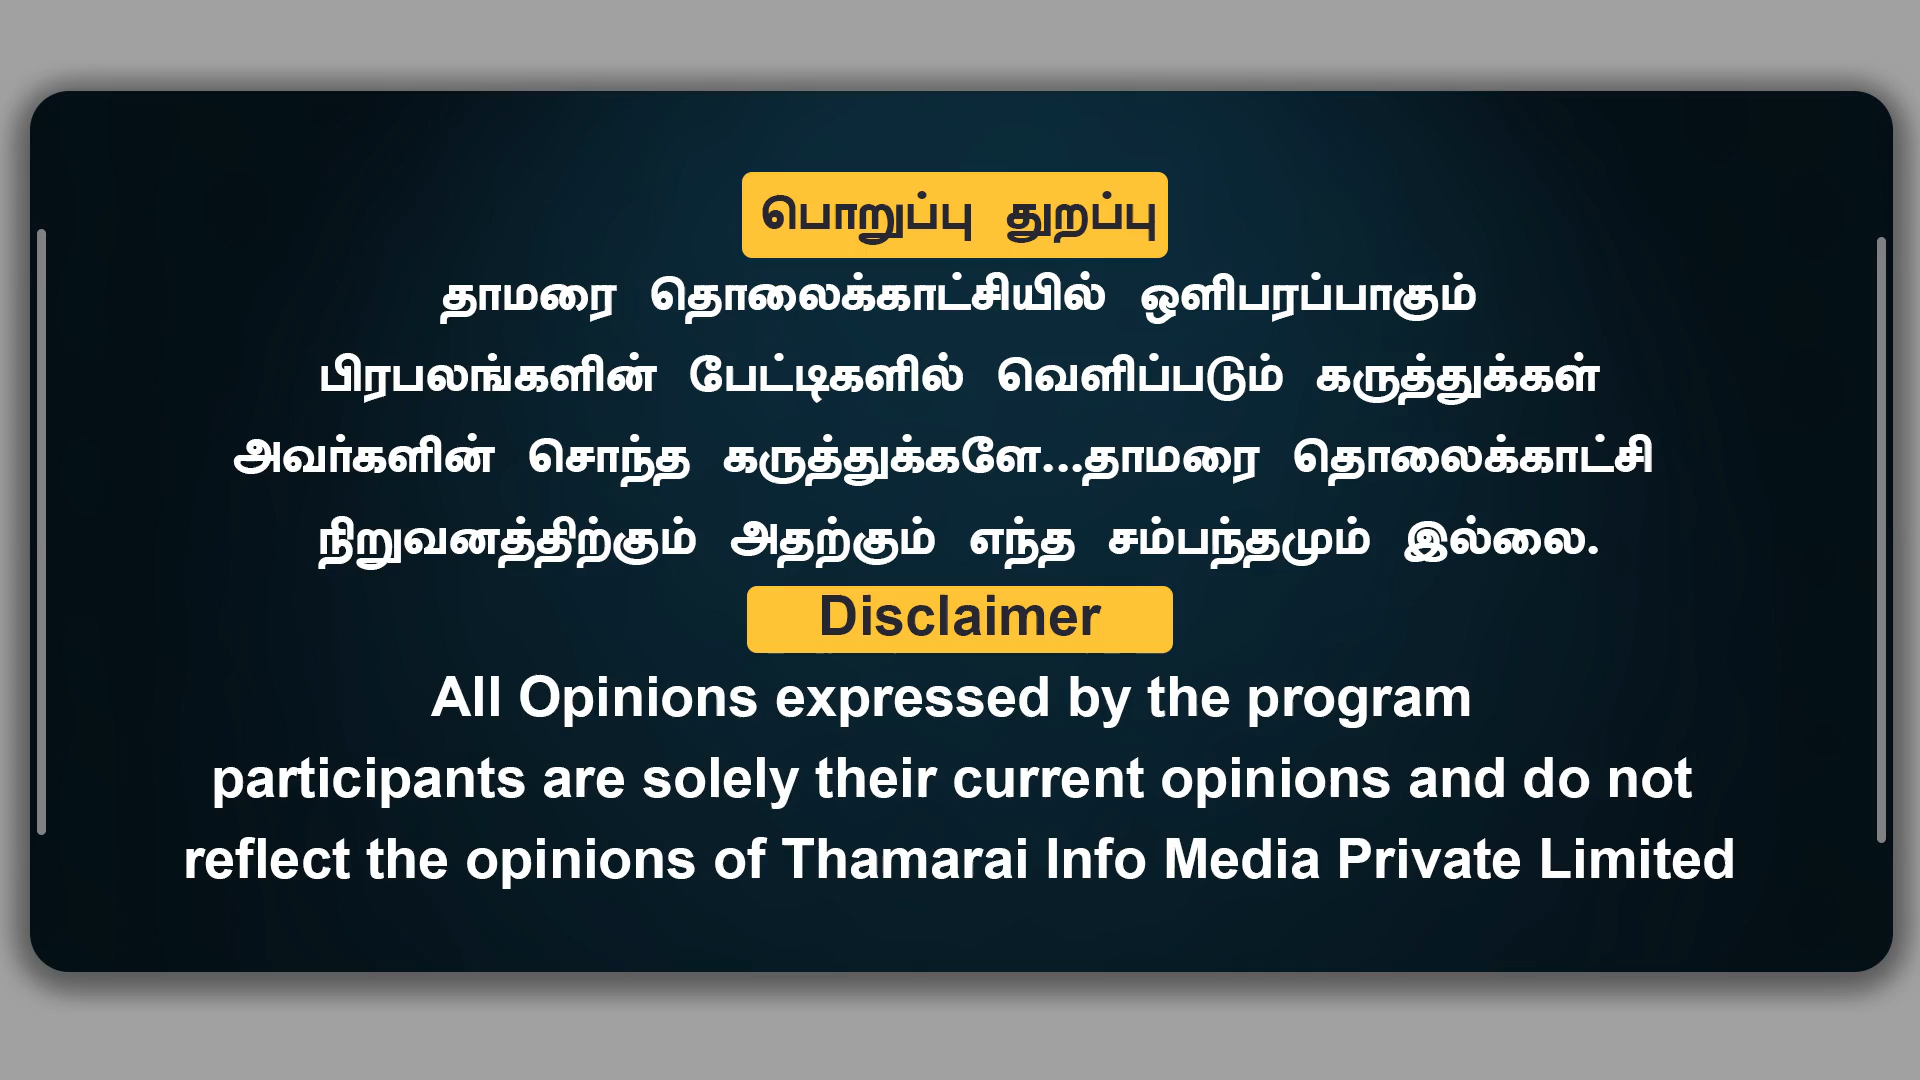 பொறுப்பு துறப்பு
தாமரை தொலைக்காட்சியில் ஒளிபரப்பாகும்
பிரபலங்களின் பேட்டிகளில் வெளிப்படும் கருத்துக்கள்
அவர்களின் சொந்த கருத்துக்களே...தாமரை தொலைக்காட்சி
நிறுவனத்திற்கும் அதற்கும் எந்த சம்பந்தமும் இல்லை.
Disclaimer
All Opinions expressed by the program
participants are solely their current opinions and do not
reflect the opinions of Thamarai Info Media Private Limited